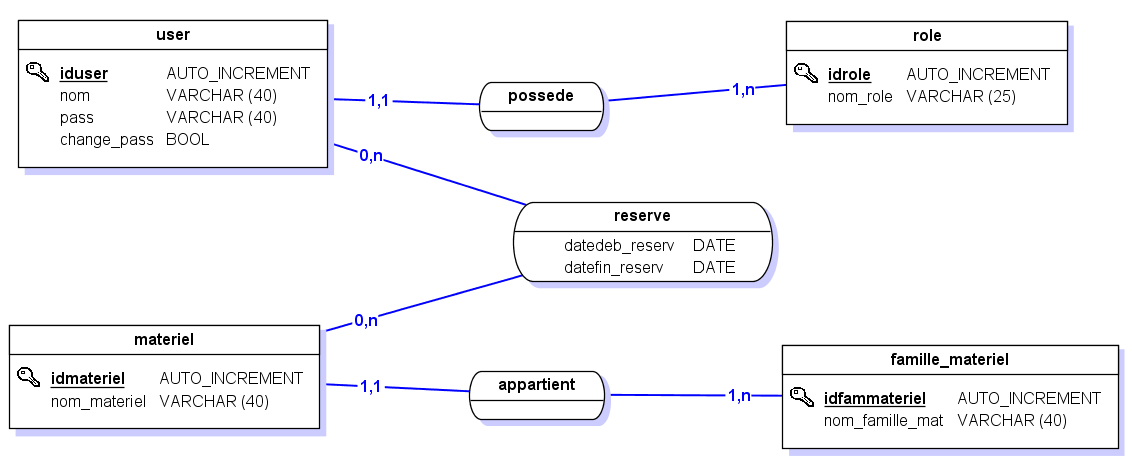 user
iduser AUTO_INCREMENT
nom VARCHAR (40)
pass VARCHAR (40)
change_pass BOOL
1,1
possede
1,n
role
idrole AUTO_INCREMENT
nom_role VARCHAR (25)
0,n
reserve
datedeb_reserv DATE
datefin_reserv DATE
0,n
materiel
idmateriel AUTO_INCREMENT
nom_materiel VARCHAR (40)
1,1
appartient
1,n
famille_materiel
idfammateriel AUTO_INCREMENT
nom_famille_mat VARCHAR (40)